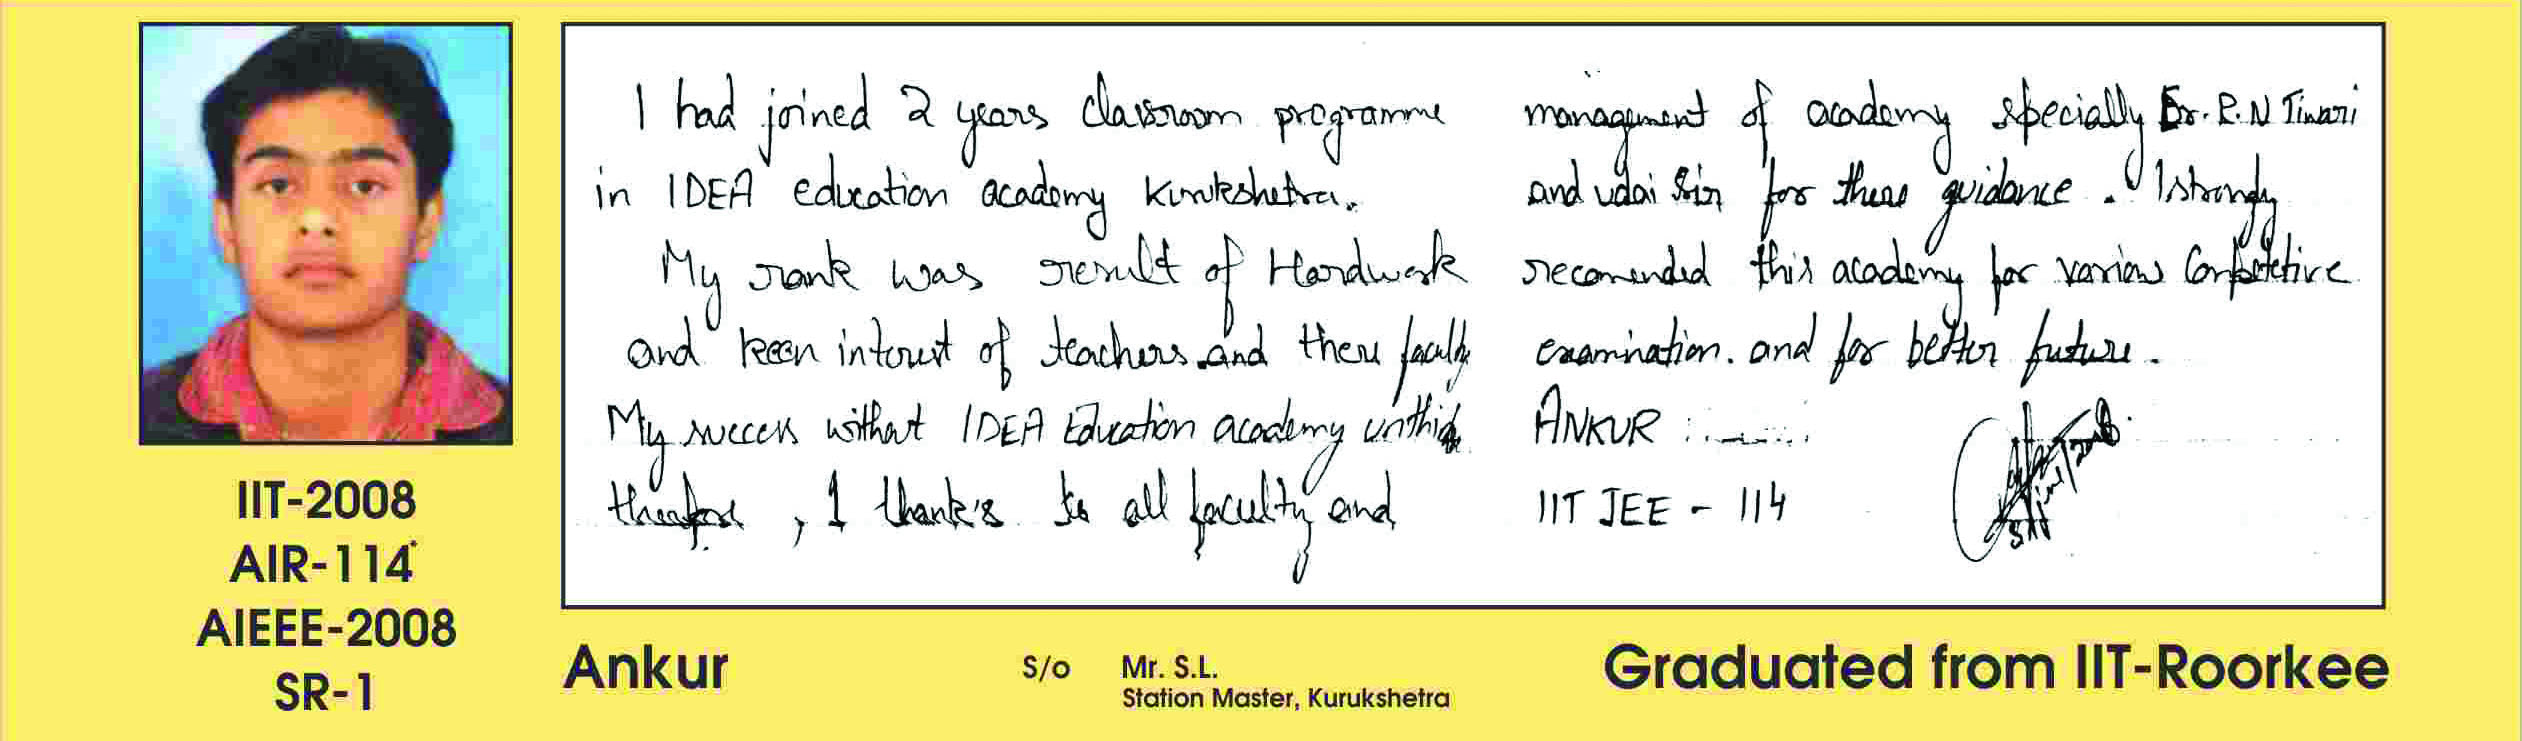 I had joined 2 years classroom programme
in IDEA education academy Kurukshetra.
My rank was result of Hardwork
and keen interest of teachers and there faculty
My success without IDEA Education academy unthink
therefore, I thank's to all faculty and
management of academy specially Er. R.N Tiwari
and udai Sir for there guidance. I strongly
recomended this academy for various Competetive
examination. and for better future.
ANKUR
IIT JEE - 114
IIT-2008
AIR-114*
AIEEE-2008
SR-1
Ankur
S/o Mr. S.L.
Station Master, Kurukshetra
Graduated from IIT-Roorkee